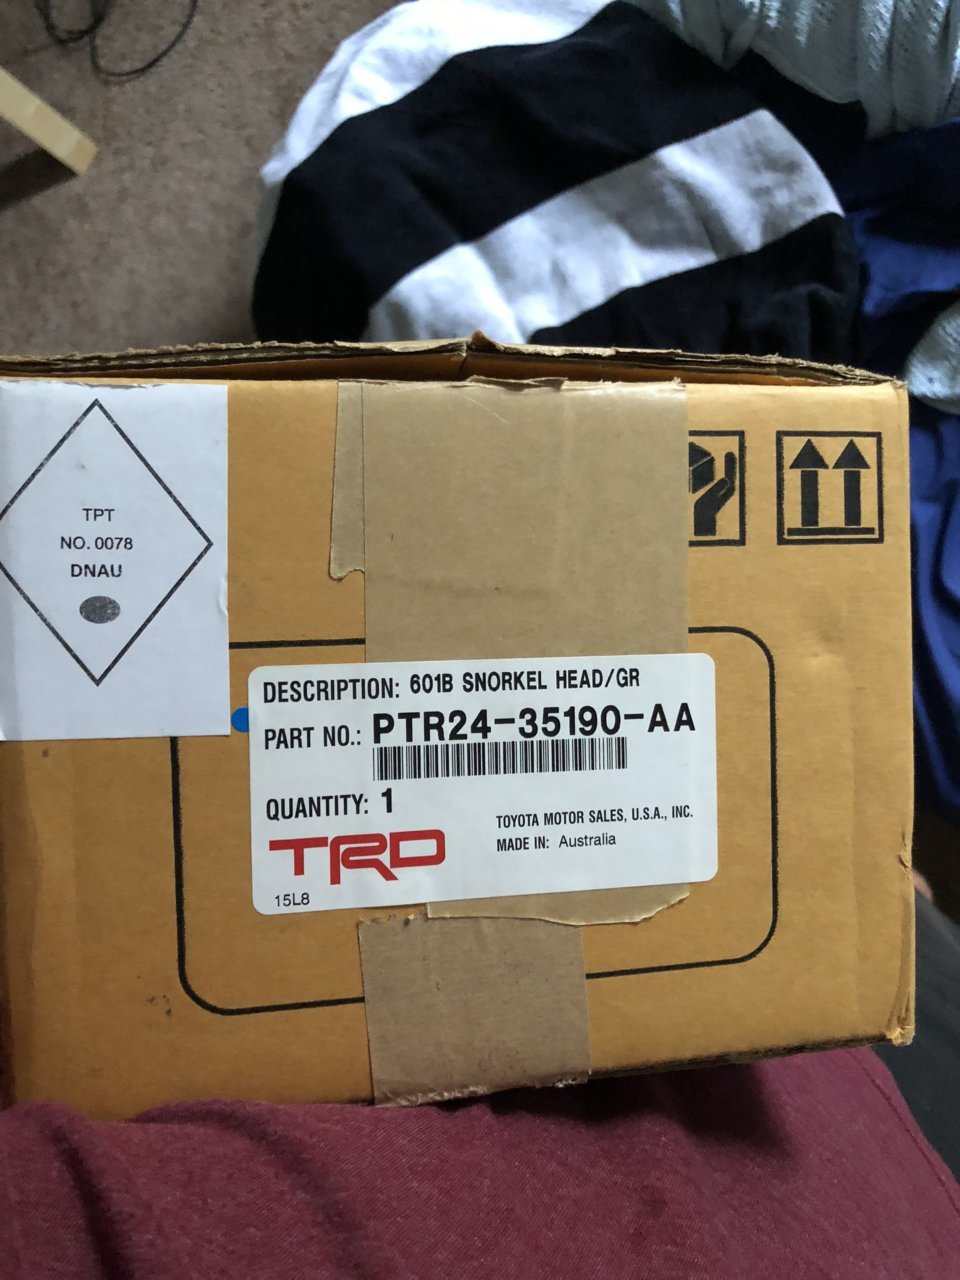 TPT
NO. 0078
DNAU
DESCRIPTION: 601B SNORKEL HEAD/GR
PART NO.: PTR24-35190-AA
QUANTITY: 1
TRD
TOYOTA MOTOR SALES, U.S.A., INC.
MADE IN: Australia
15L8